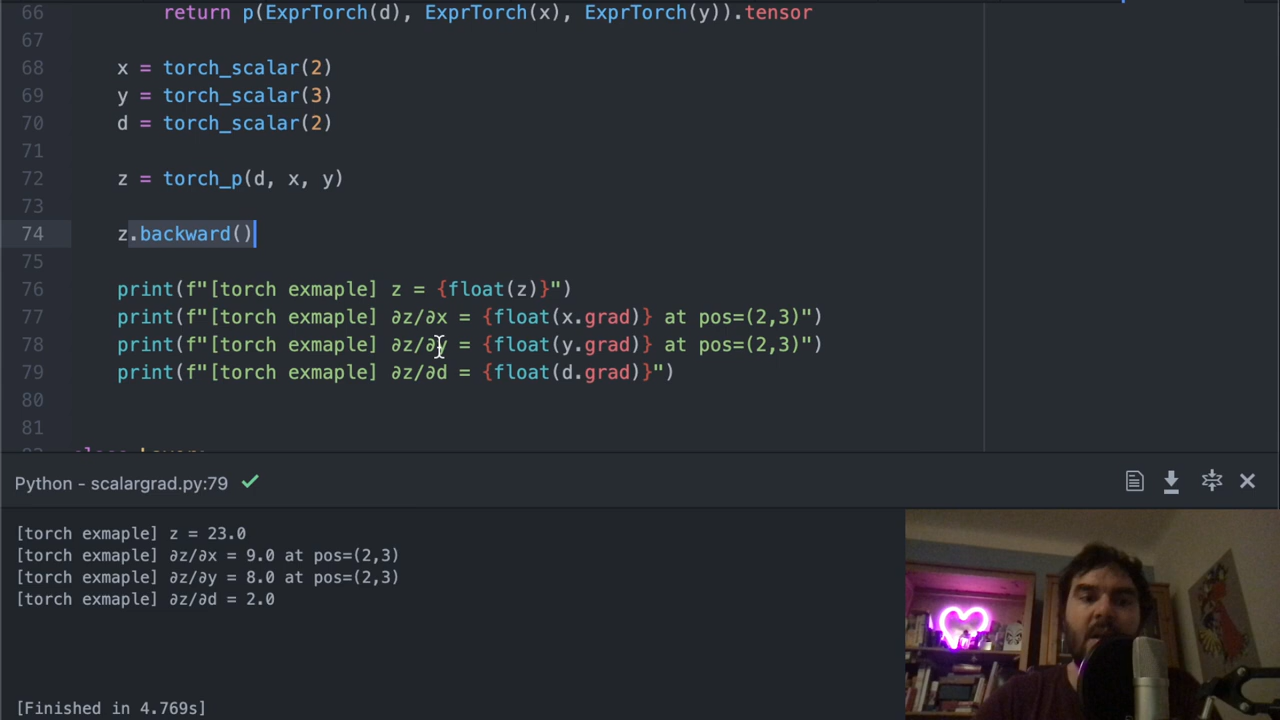 66 return p(ExprTorch(d), ExprTorch(x), ExprTorch(y)).tensor
67
68 x = torch_scalar(2)
69 y = torch_scalar(3)
70 d = torch_scalar(2)
71
72 z = torch_p(d, x, y)
73
74 z.backward()
75
76 print(f"[torch exmaple] z = {float(z)}")
77 print(f"[torch exmaple] ∂z/∂x = {float(x.grad)} at pos=(2,3)")
78 print(f"[torch exmaple] ∂z/∂y = {float(y.grad)} at pos=(2,3)")
79 print(f"[torch exmaple] ∂z/∂d = {float(d.grad)}")
80
81
Python - scalargrad.py:79
[torch exmaple] z = 23.0
[torch exmaple] ∂z/∂x = 9.0 at pos=(2,3)
[torch exmaple] ∂z/∂y = 8.0 at pos=(2,3)
[torch exmaple] ∂z/∂d = 2.0
[Finished in 4.769s]